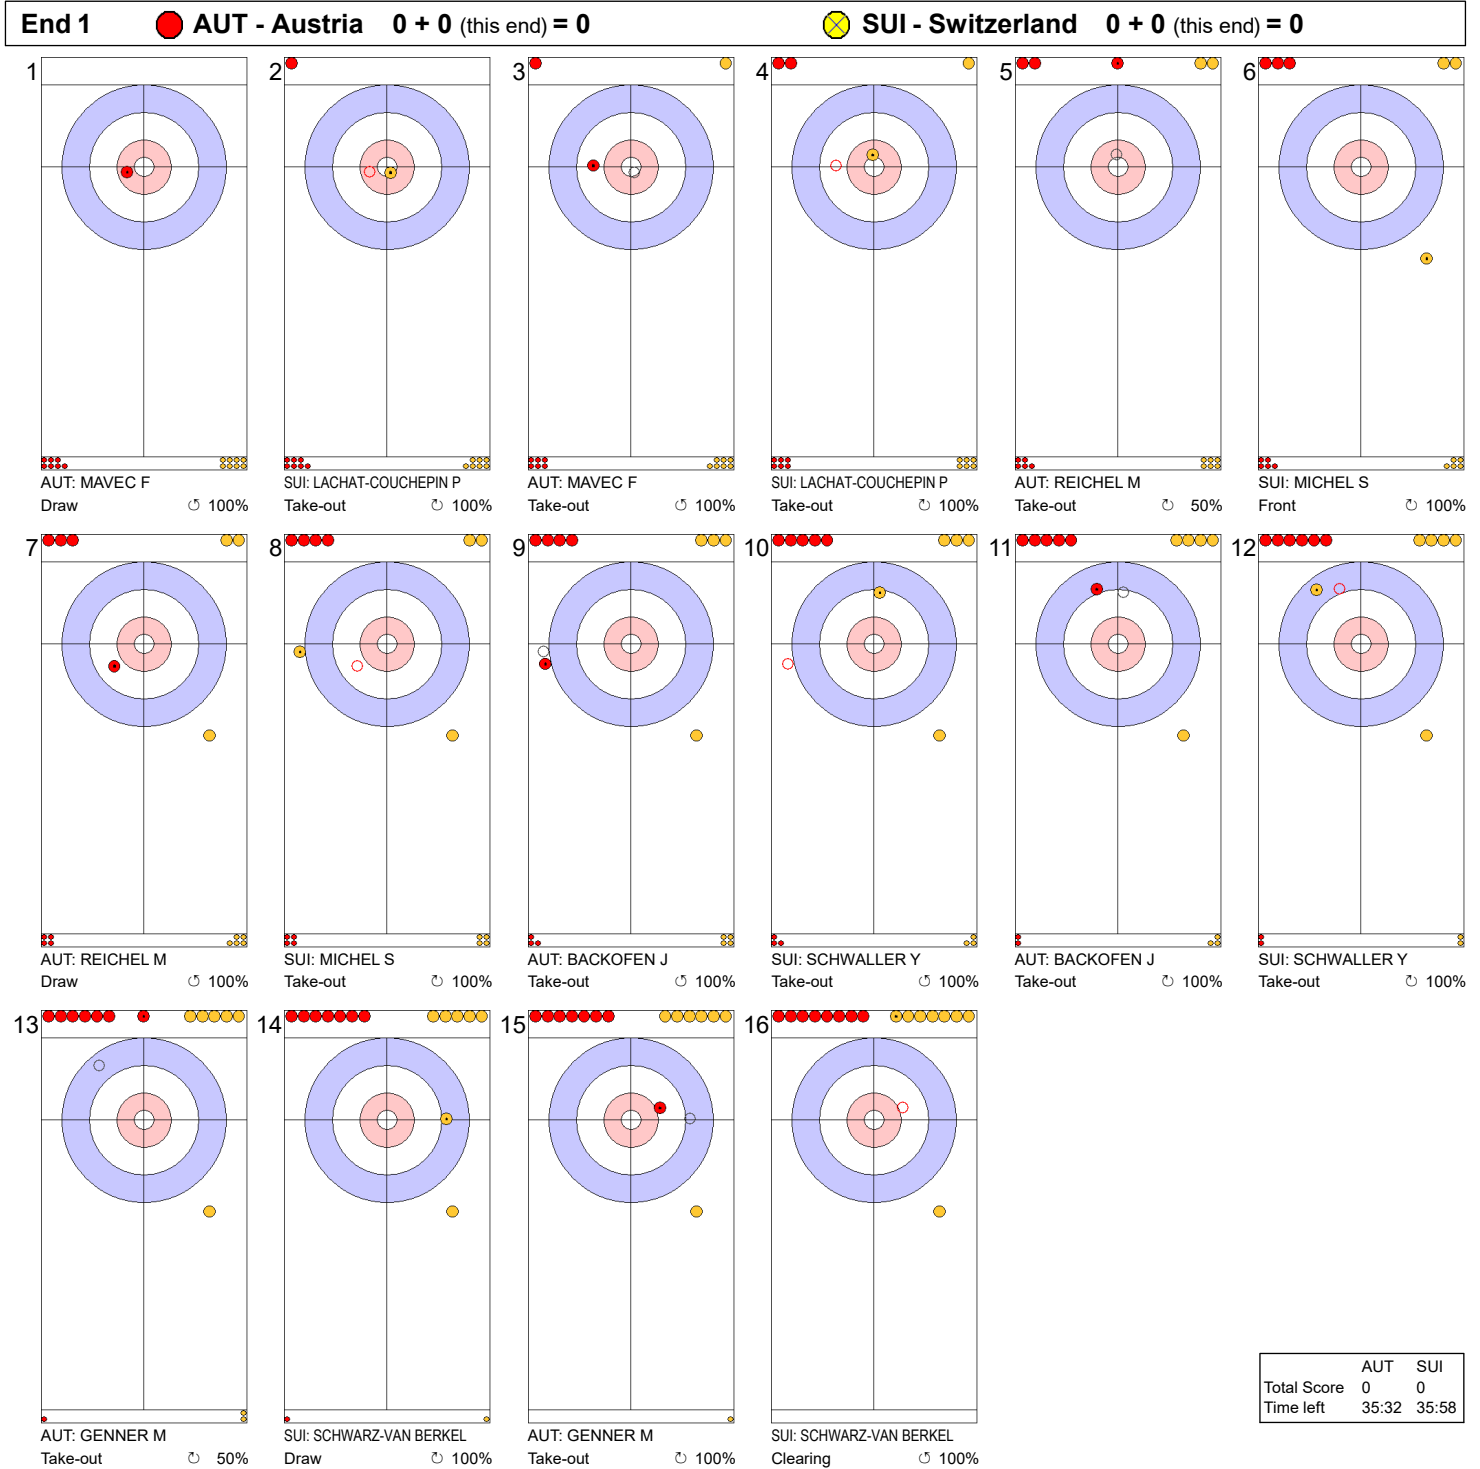 End 1 AUT - Austria 0 + 0 (this end) = 0 SUI - Switzerland 0 + 0 (this end) = 0
1 2 3 4 5 6
AUT: MAVEC F SUI: LACHAT-COUCHEPIN P AUT: MAVEC F SUI: LACHAT-COUCHEPIN P AUT: REICHEL M SUI: MICHEL S
Draw ↺ 100% Take-out ↻ 100% Take-out ↺ 100% Take-out ↻ 100% Take-out ↻ 50% Front ↻ 100%
7 8 9 10 11 12
AUT: REICHEL M SUI: MICHEL S AUT: BACKOFEN J SUI: SCHWALLER Y AUT: BACKOFEN J SUI: SCHWALLER Y
Draw ↺ 100% Take-out ↺ 100% Take-out ↺ 100% Take-out ↺ 100% Take-out ↺ 100% Take-out ↻ 100%
13 14 15 16
AUT: GENNER M SUI: SCHWARZ-VAN BERKEL AUT: GENNER M SUI: SCHWARZ-VAN BERKEL
Take-out ↻ 50% Draw ↻ 100% Take-out ↻ 100% Clearing ↻ 100%
AUT SUI
Total Score 0 0
Time left 35:32 35:58